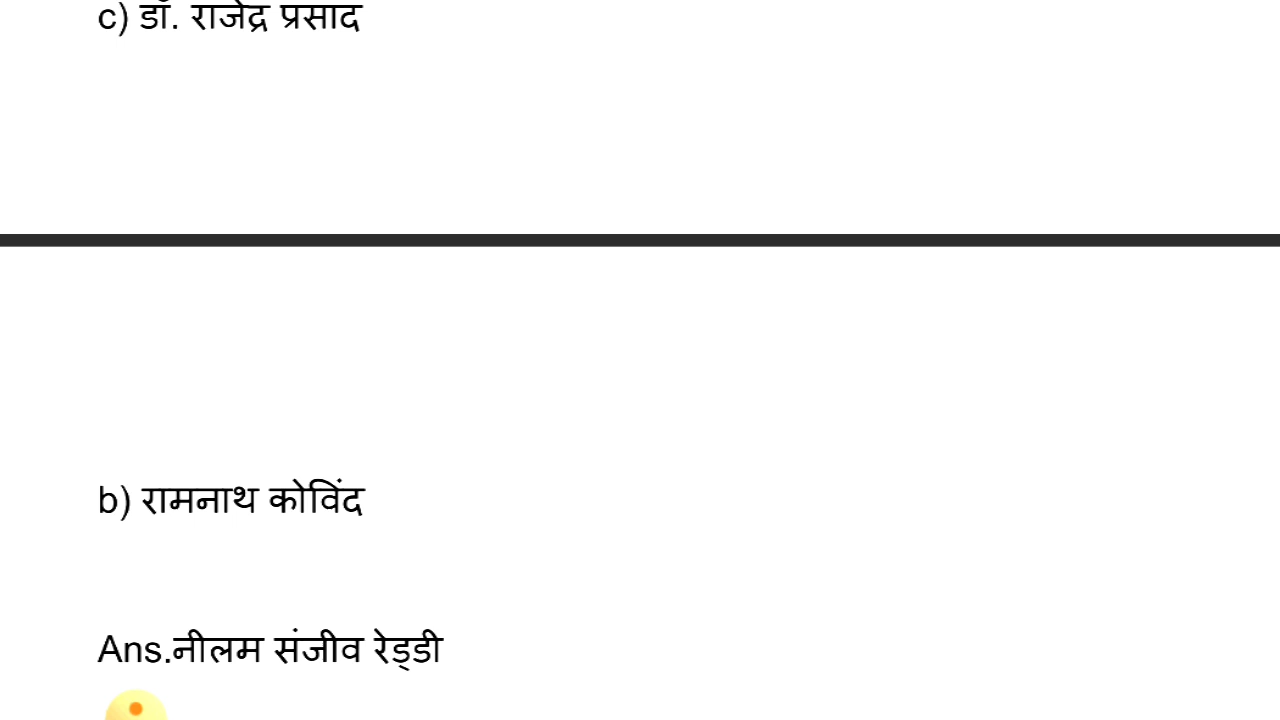 c) डॉ. राजेंद्र प्रसाद
b) रामनाथ कोविंद
Ans.नीलम संजीव रेड्डी